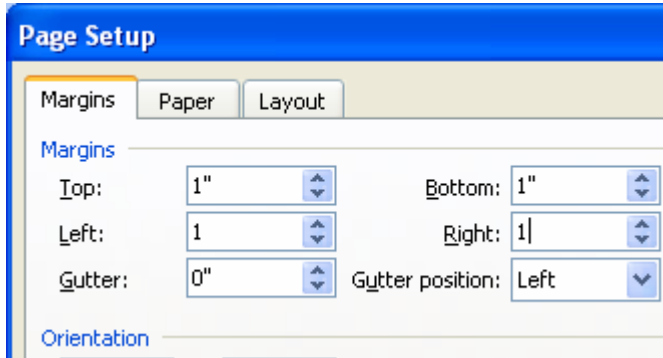 Page Setup
Margins Paper Layout
Margins
Top: 1" Bottom: 1"
Left: 1 Right: 1
Gutter: 0" Gutter position: Left
Orientation